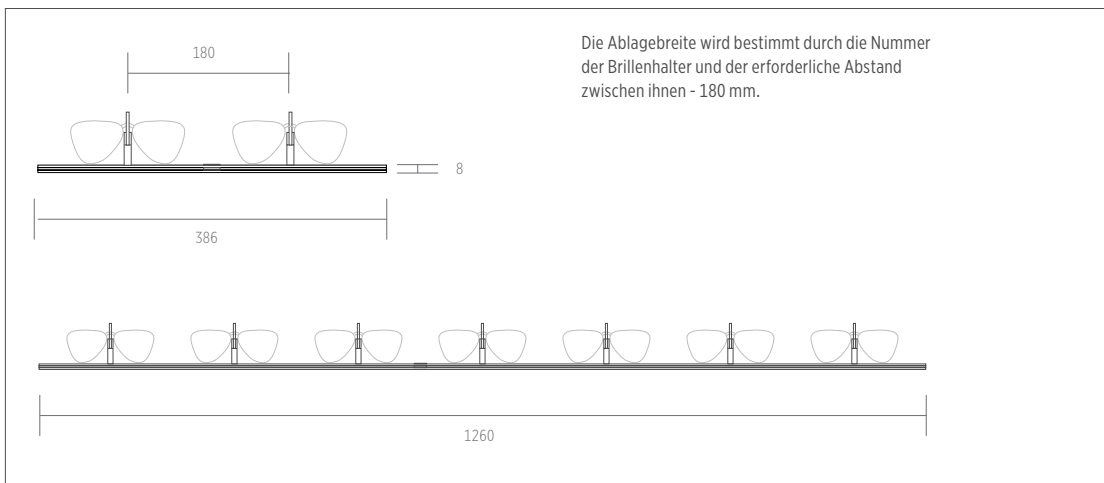 180
Die Ablagebreite wird bestimmt durch die Nummer
der Brillenhalter und der erforderliche Abstand
zwischen ihnen - 180 mm.
8
386
1260